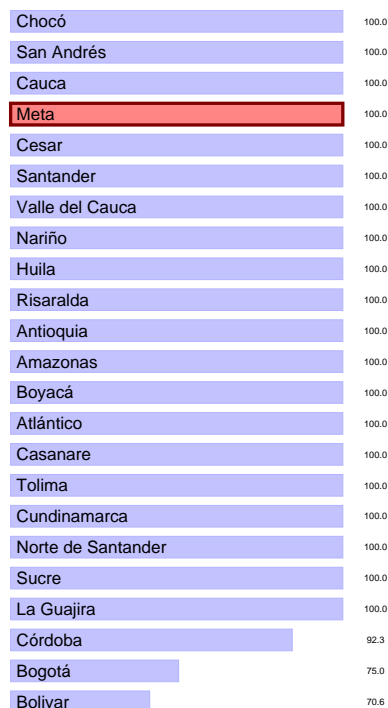 Chocó 100.0
San Andrés 100.0
Cauca 100.0
Meta 100.0
Cesar 100.0
Santander 100.0
Valle del Cauca 100.0
Nariño 100.0
Huila 100.0
Risaralda 100.0
Antioquia 100.0
Amazonas 100.0
Boyacá 100.0
Atlántico 100.0
Casanare 100.0
Tolima 100.0
Cundinamarca 100.0
Norte de Santander 100.0
Sucre 100.0
La Guajira 100.0
Córdoba 92.3
Bogotá 75.0
Bolivar 70.6